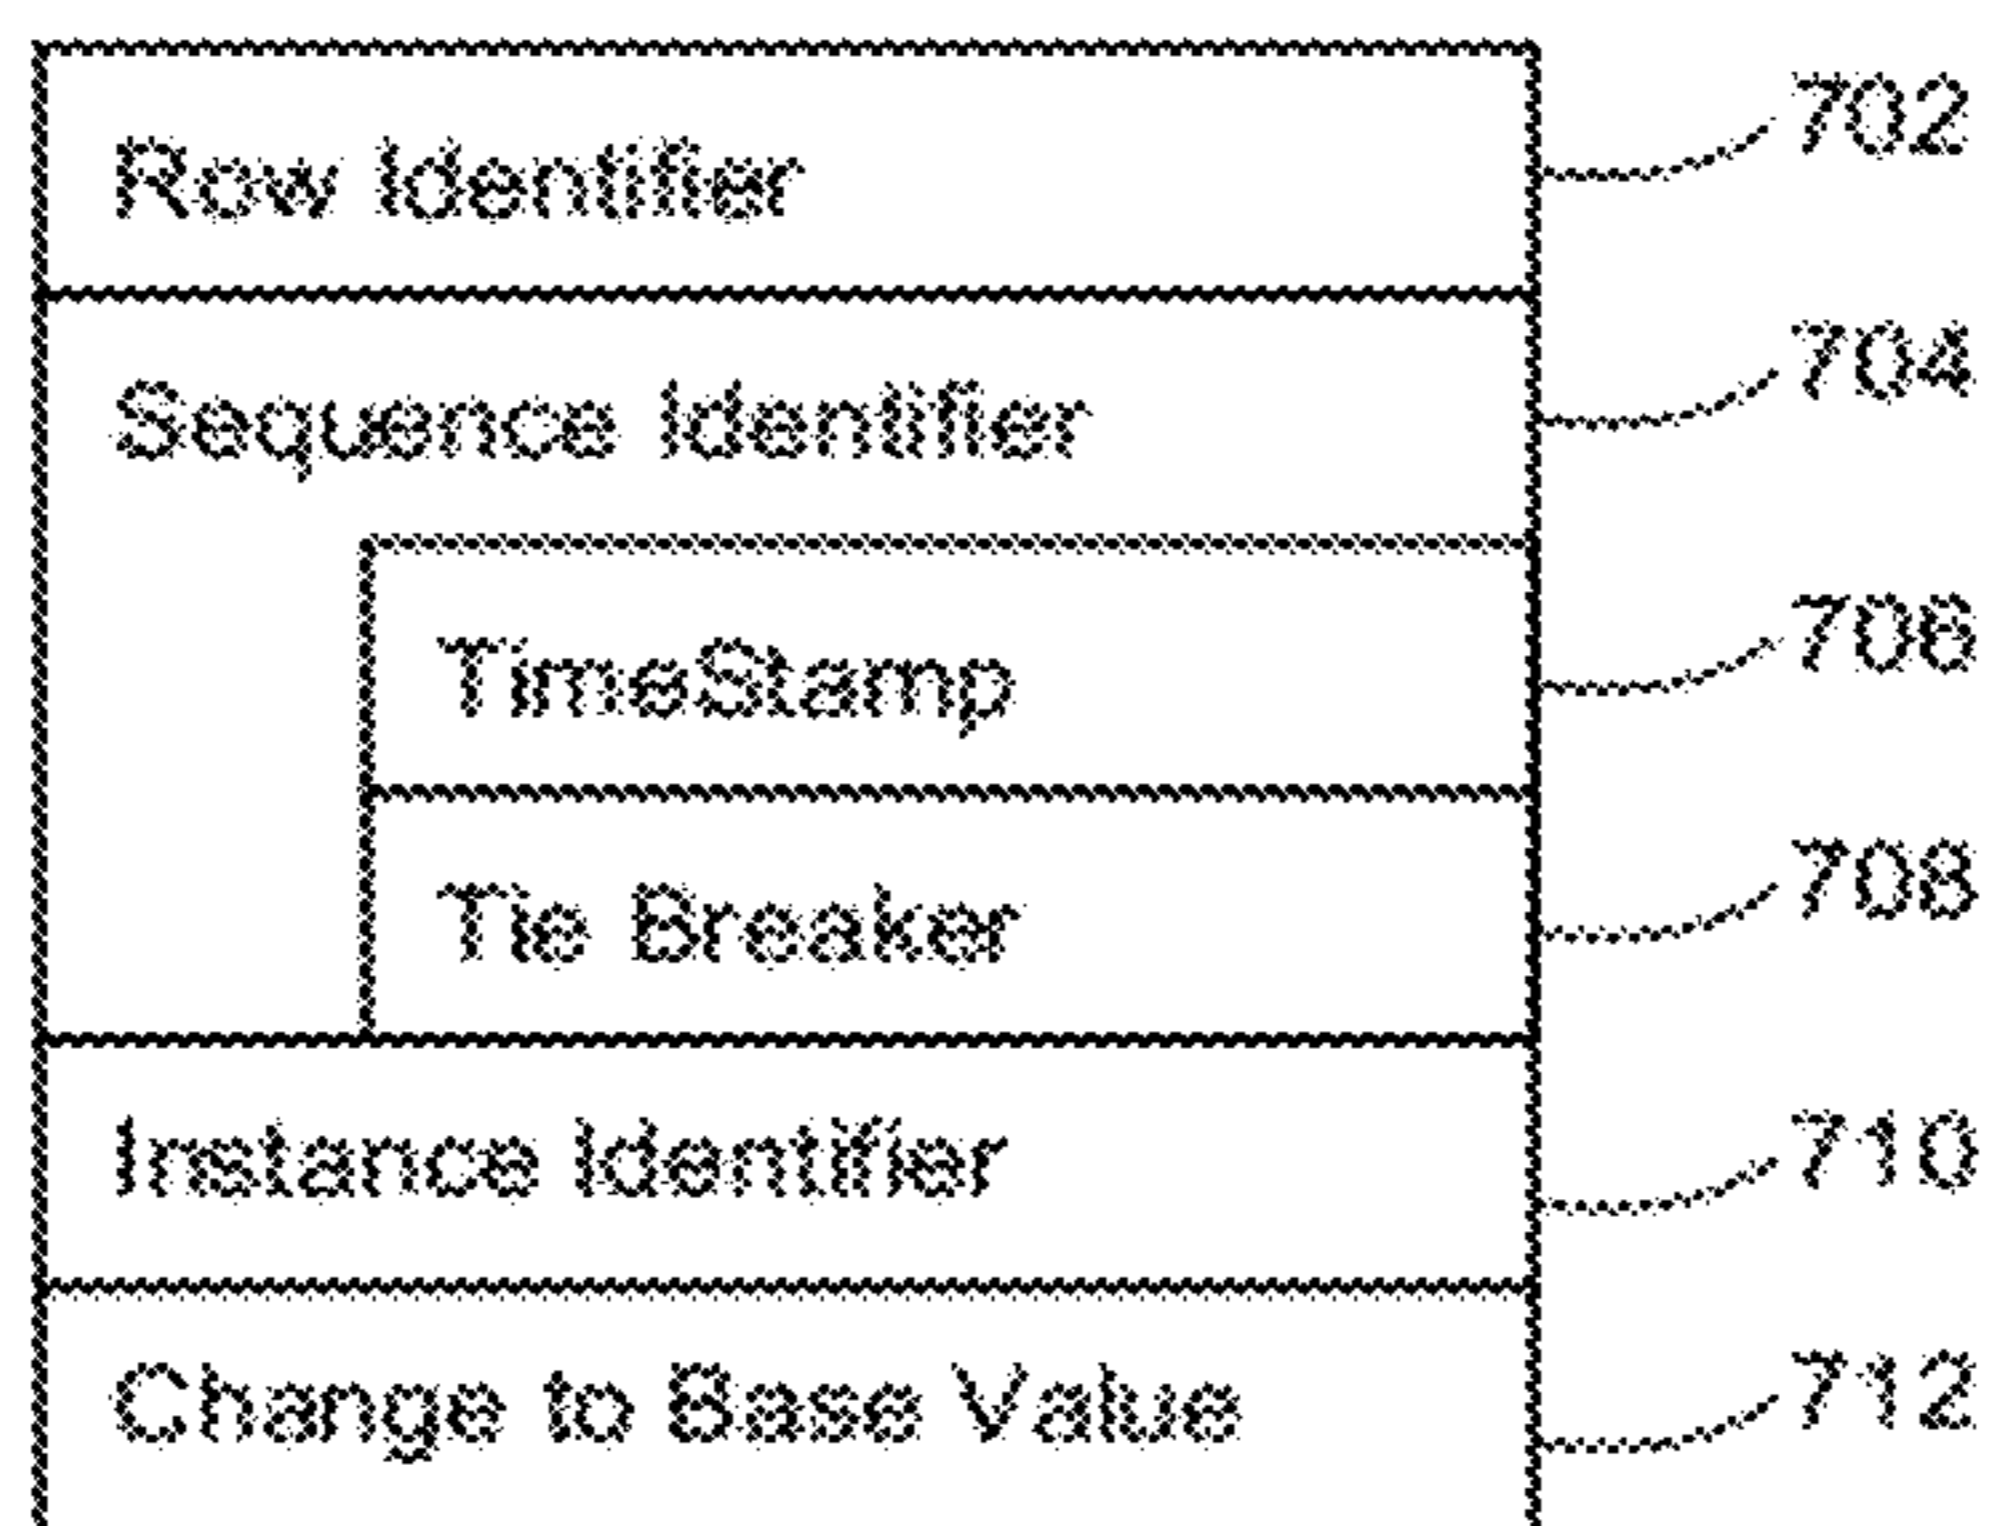 Row Identifier 702
Sequence Identifier 704
TimeStamp 706
Tie Breaker 708
Instance Identifier 710
Change to Base Value 712